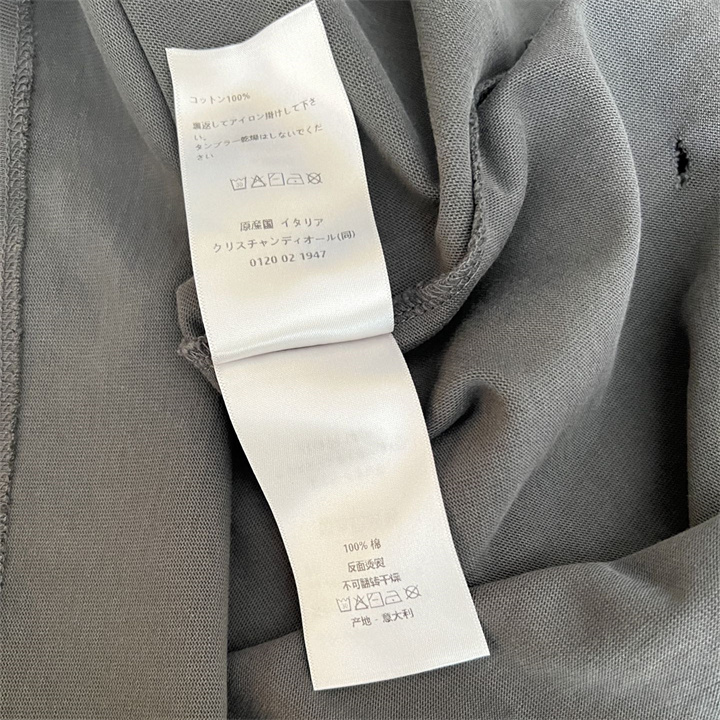 コットン100%
裏返してアイロン掛けして下さ
い。
タンブラー乾燥はしないでくだ
さい
原産国 イタリア
クリスチャンディオール(同)
0120 02 1947
100% 棉
反面烫熨
不可翻转干燥
产地 - 意大利